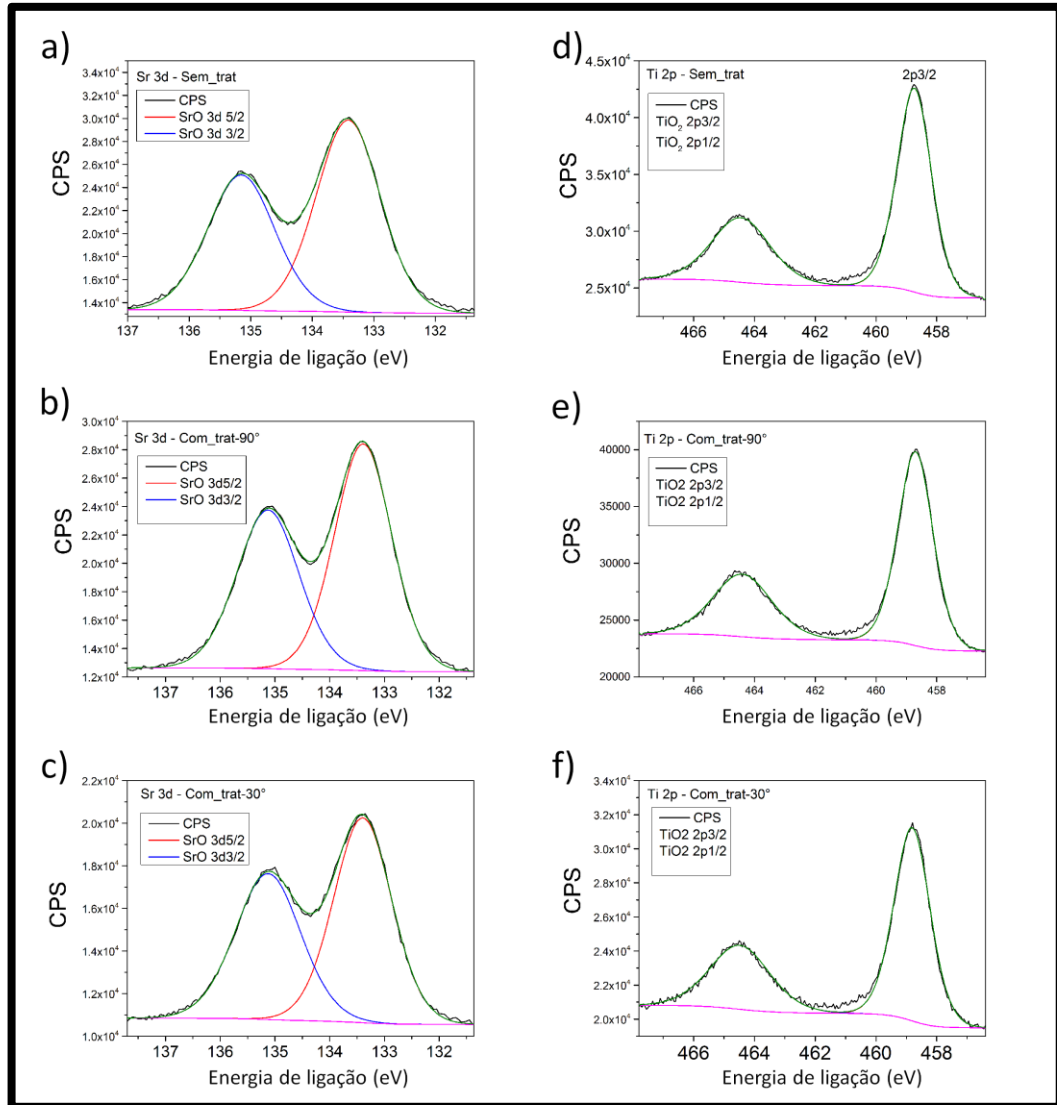 a)
Sr 3d - Sem_trat
CPS
SrO 3d 5/2
SrO 3d 3/2
3.4x10⁴
3.2x10⁴
3.0x10⁴
2.8x10⁴
2.6x10⁴
2.4x10⁴
2.2x10⁴
2.0x10⁴
1.8x10⁴
1.6x10⁴
1.4x10⁴
CPS
137 136 135 134 133 132
Energia de ligação (eV)
d)
Ti 2p - Sem_trat
2p3/2
CPS
TiO₂ 2p3/2
TiO₂ 2p1/2
4.5x10⁴
4.0x10⁴
3.5x10⁴
3.0x10⁴
2.5x10⁴
CPS
466 464 462 460 458
Energia de ligação (eV)
b)
Sr 3d - Com_trat-90°
CPS
SrO 3d5/2
SrO 3d3/2
3.0x10⁴
2.8x10⁴
2.6x10⁴
2.4x10⁴
2.2x10⁴
2.0x10⁴
1.8x10⁴
1.6x10⁴
1.4x10⁴
1.2x10⁴
CPS
137 136 135 134 133 132
Energia de ligação (eV)
e)
Ti 2p - Com_trat-90°
CPS
TiO2 2p3/2
TiO2 2p1/2
40000
35000
30000
25000
20000
CPS
466 464 462 460 458
Energia de ligação (eV)
c)
Sr 3d - Com_trat-30°
CPS
SrO 3d5/2
SrO 3d3/2
2.2x10⁴
2.0x10⁴
1.8x10⁴
1.6x10⁴
1.4x10⁴
1.2x10⁴
1.0x10⁴
CPS
137 136 135 134 133 132
Energia de ligação (eV)
f)
Ti 2p - Com_trat-30°
CPS
TiO2 2p3/2
TiO2 2p1/2
3.4x10⁴
3.2x10⁴
3.0x10⁴
2.8x10⁴
2.6x10⁴
2.4x10⁴
2.2x10⁴
2.0x10⁴
CPS
466 464 462 460 458
Energia de ligação (eV)